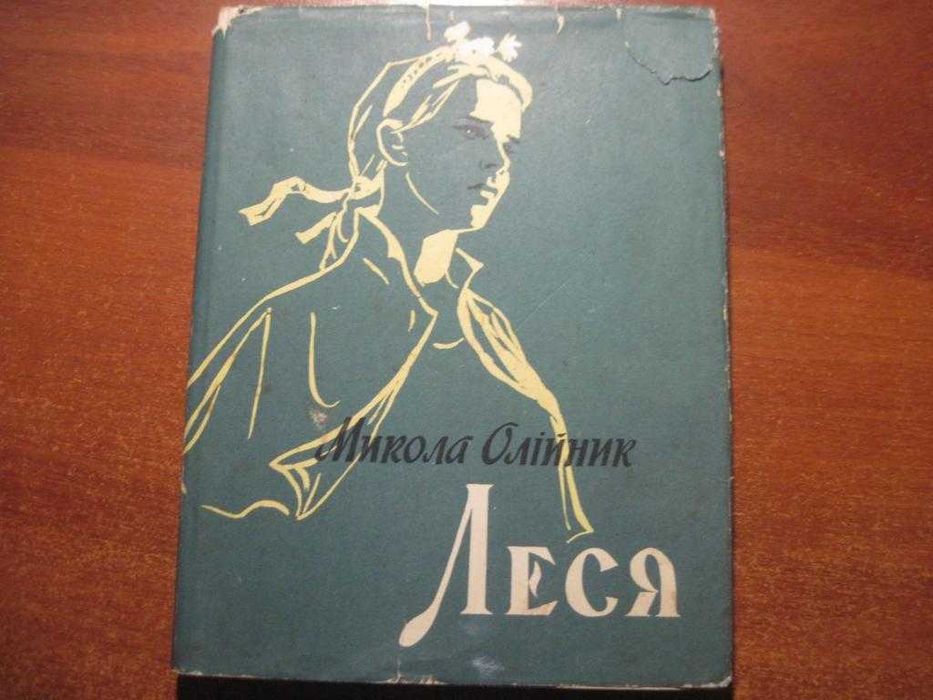 Микола Олійник
Леся